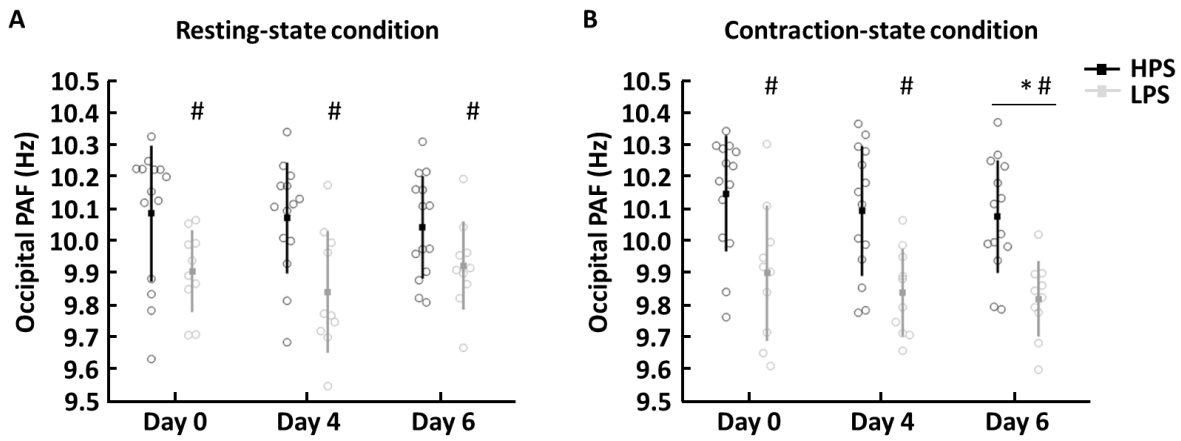 A
Resting-state condition
Occipital PAF (Hz)
10.5
10.4
10.3
10.2
10.1
10.0
9.9
9.8
9.7
9.6
9.5
# # #
Day 0 Day 4 Day 6
B
Contraction-state condition
Occipital PAF (Hz)
10.5
10.4
10.3
10.2
10.1
10.0
9.9
9.8
9.7
9.6
9.5
# # * #
Day 0 Day 4 Day 6
HPS
LPS